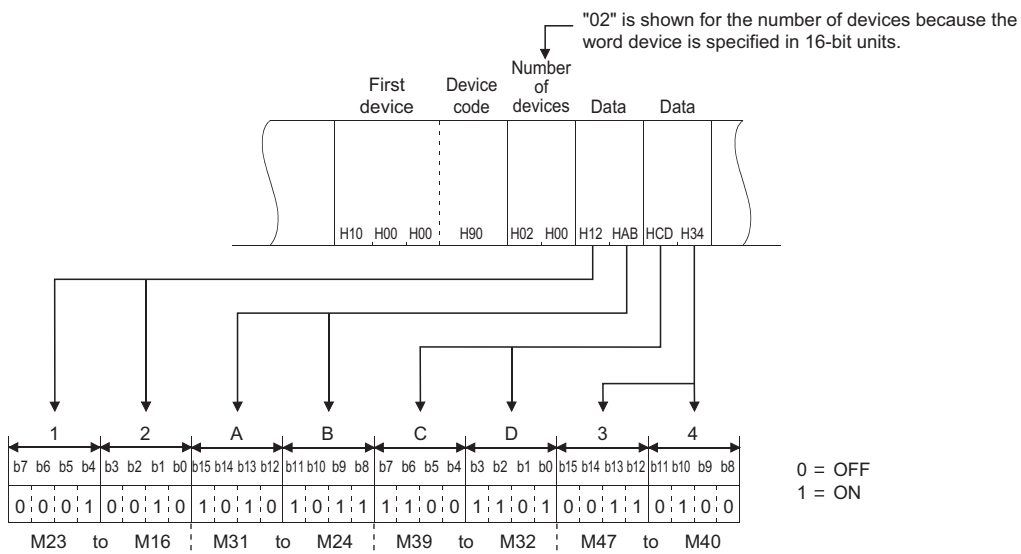 "02" is shown for the number of devices because the
word device is specified in 16-bit units.
First
device
Device
code
Number
of
devices
Data
Data
H10 H00 H00 H90 H02 H00 H12 HAB HCD H34
1 2 A B C D 3 4
b7 b6 b5 b4 b3 b2 b1 b0 b15 b14 b13 b12 b11 b10 b9 b8 b7 b6 b5 b4 b3 b2 b1 b0 b15 b14 b13 b12 b11 b10 b9 b8
0 0 0 1 0 0 1 0 1 0 1 0 1 0 1 1 1 1 0 0 1 1 0 1 0 0 1 1 0 1 0 0
M23 to M16 M31 to M24 M39 to M32 M47 to M40
0 = OFF
1 = ON